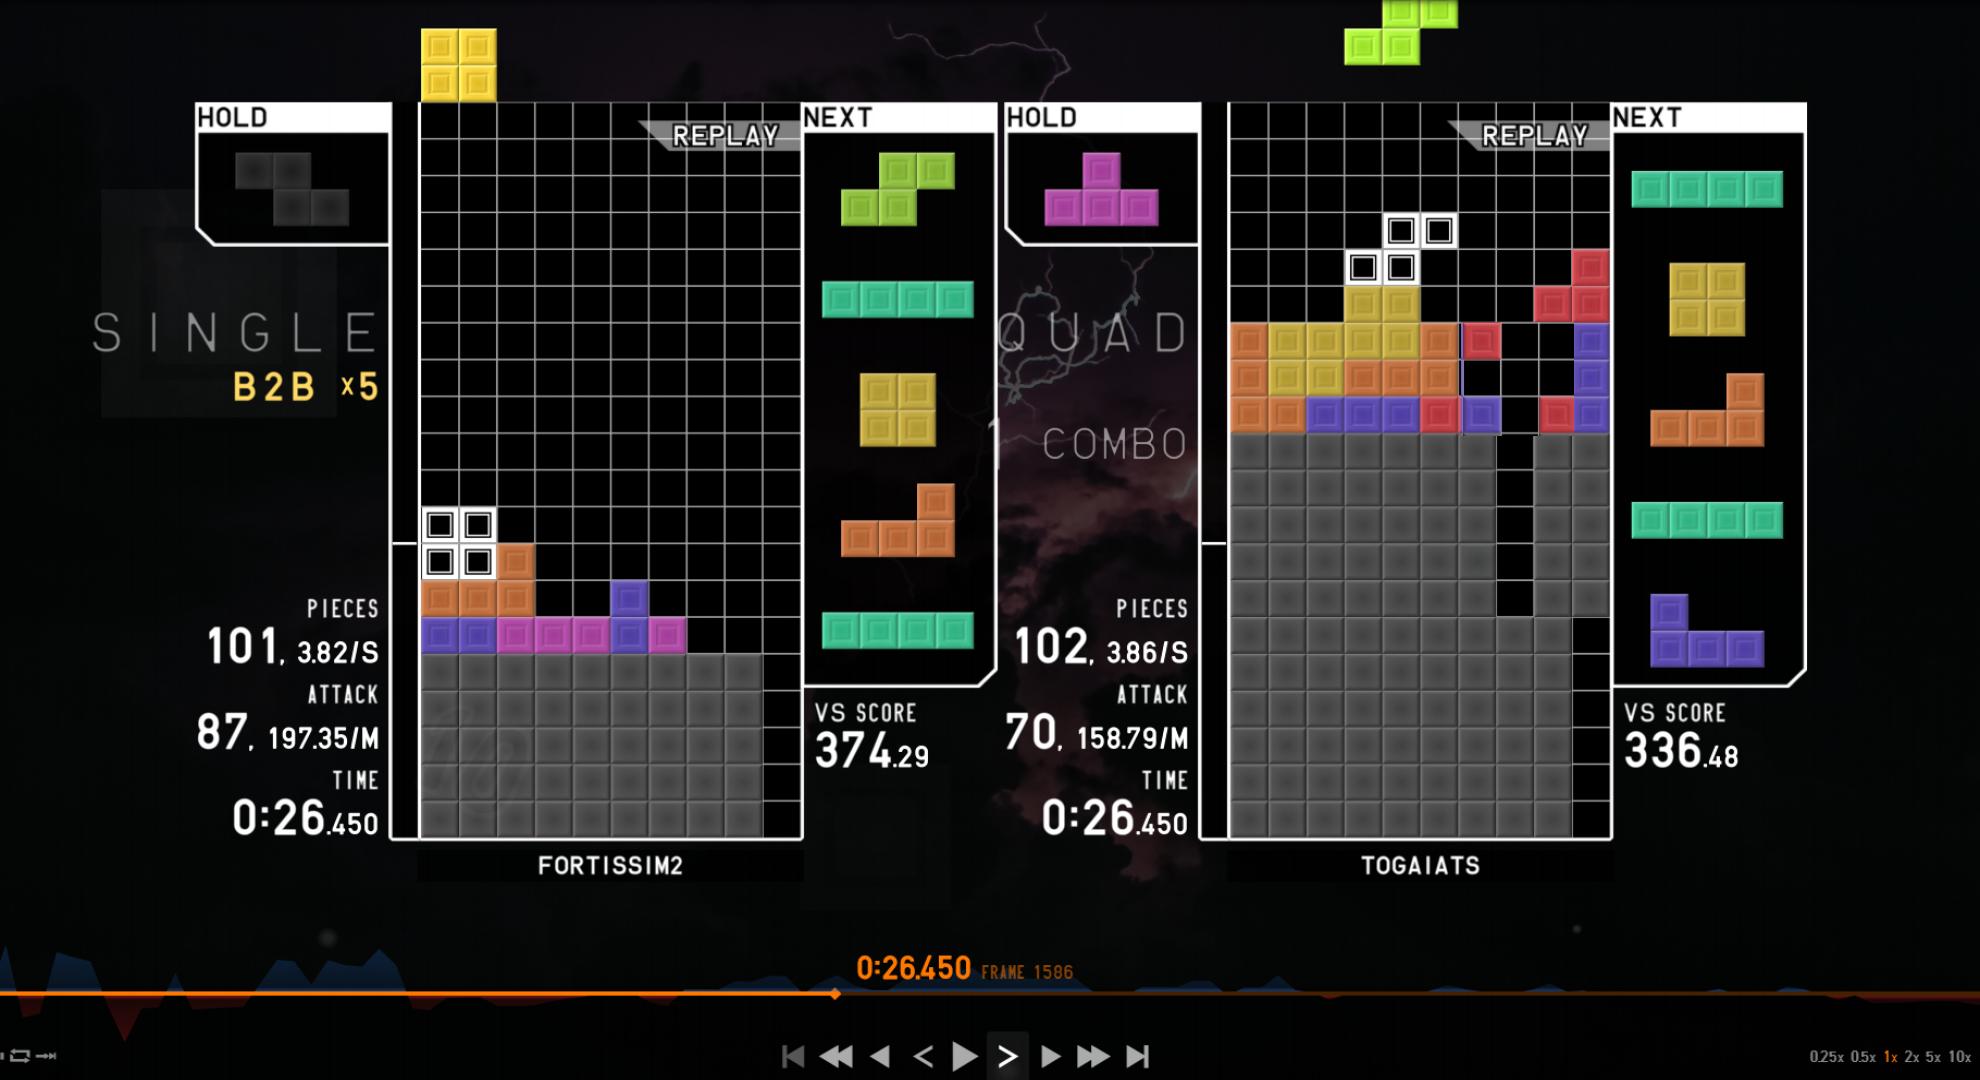 HOLD
NEXT
REPLAY
SINGLE
B2B x5
PIECES
101, 3.82/S
ATTACK
87, 197.35/M
TIME
0:26.450
VS SCORE
374.29
FORTISSIM2
HOLD
NEXT
REPLAY
QUAD
1 COMBO
PIECES
102, 3.86/S
ATTACK
70, 158.79/M
TIME
0:26.450
VS SCORE
336.48
TOGAIATS
0:26.450 FRAME 1586
0.25x 0.5x 1x 2x 5x 10x